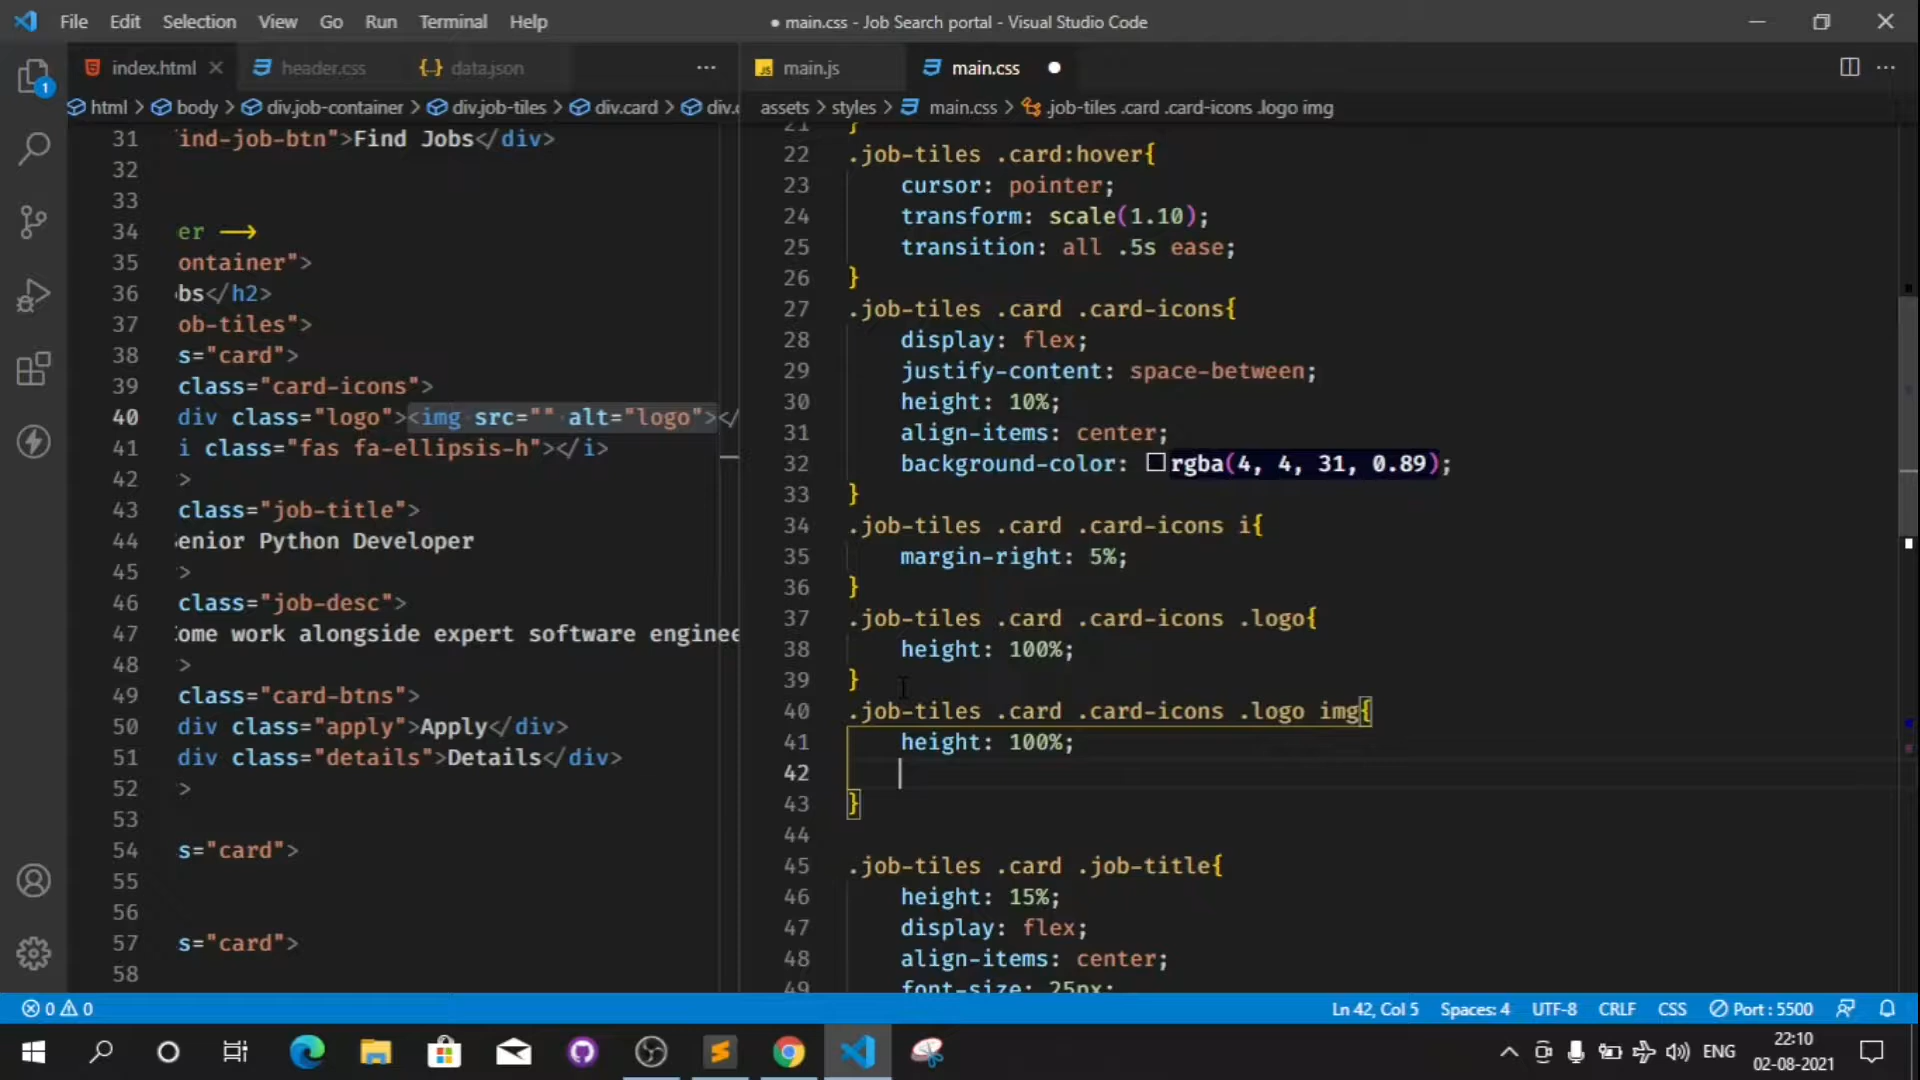 File Edit Selection View Go Run Terminal Help
● main.css - Job Search portal - Visual Studio Code
index.html header.css data.json
html > body > div.job-container > div.job-tiles > div.card > div.c
31 ind-job-btn">Find Jobs</div>
32
33
34 er -->
35 ontainer">
36 bs</h2>
37 ob-tiles">
38 s="card">
39 class="card-icons">
40 div class="logo"><img src="" alt="logo"></
41 i class="fas fa-ellipsis-h"></i>
42 >
43 class="job-title">
44 enior Python Developer
45 >
46 class="job-desc">
47 ome work alongside expert software enginee
48 >
49 class="card-btns">
50 div class="apply">Apply</div>
51 div class="details">Details</div>
52 >
53
54 s="card">
55
56
57 s="card">
58
main.js main.css
assets > styles > main.css > .job-tiles .card .card-icons .logo img
21 }
22 .job-tiles .card:hover{
23 cursor: pointer;
24 transform: scale(1.10);
25 transition: all .5s ease;
26 }
27 .job-tiles .card .card-icons{
28 display: flex;
29 justify-content: space-between;
30 height: 10%;
31 align-items: center;
32 background-color: rgba(4, 4, 31, 0.89);
33 }
34 .job-tiles .card .card-icons i{
35 margin-right: 5%;
36 }
37 .job-tiles .card .card-icons .logo{
38 height: 100%;
39 }
40 .job-tiles .card .card-icons .logo img{
41 height: 100%;
42
43 }
44
45 .job-tiles .card .job-title{
46 height: 15%;
47 display: flex;
48 align-items: center;
49 font-size: 25px;
1
0 0
Ln 42, Col 5 Spaces: 4 UTF-8 CRLF CSS Port : 5500
ENG
22:10
02-08-2021